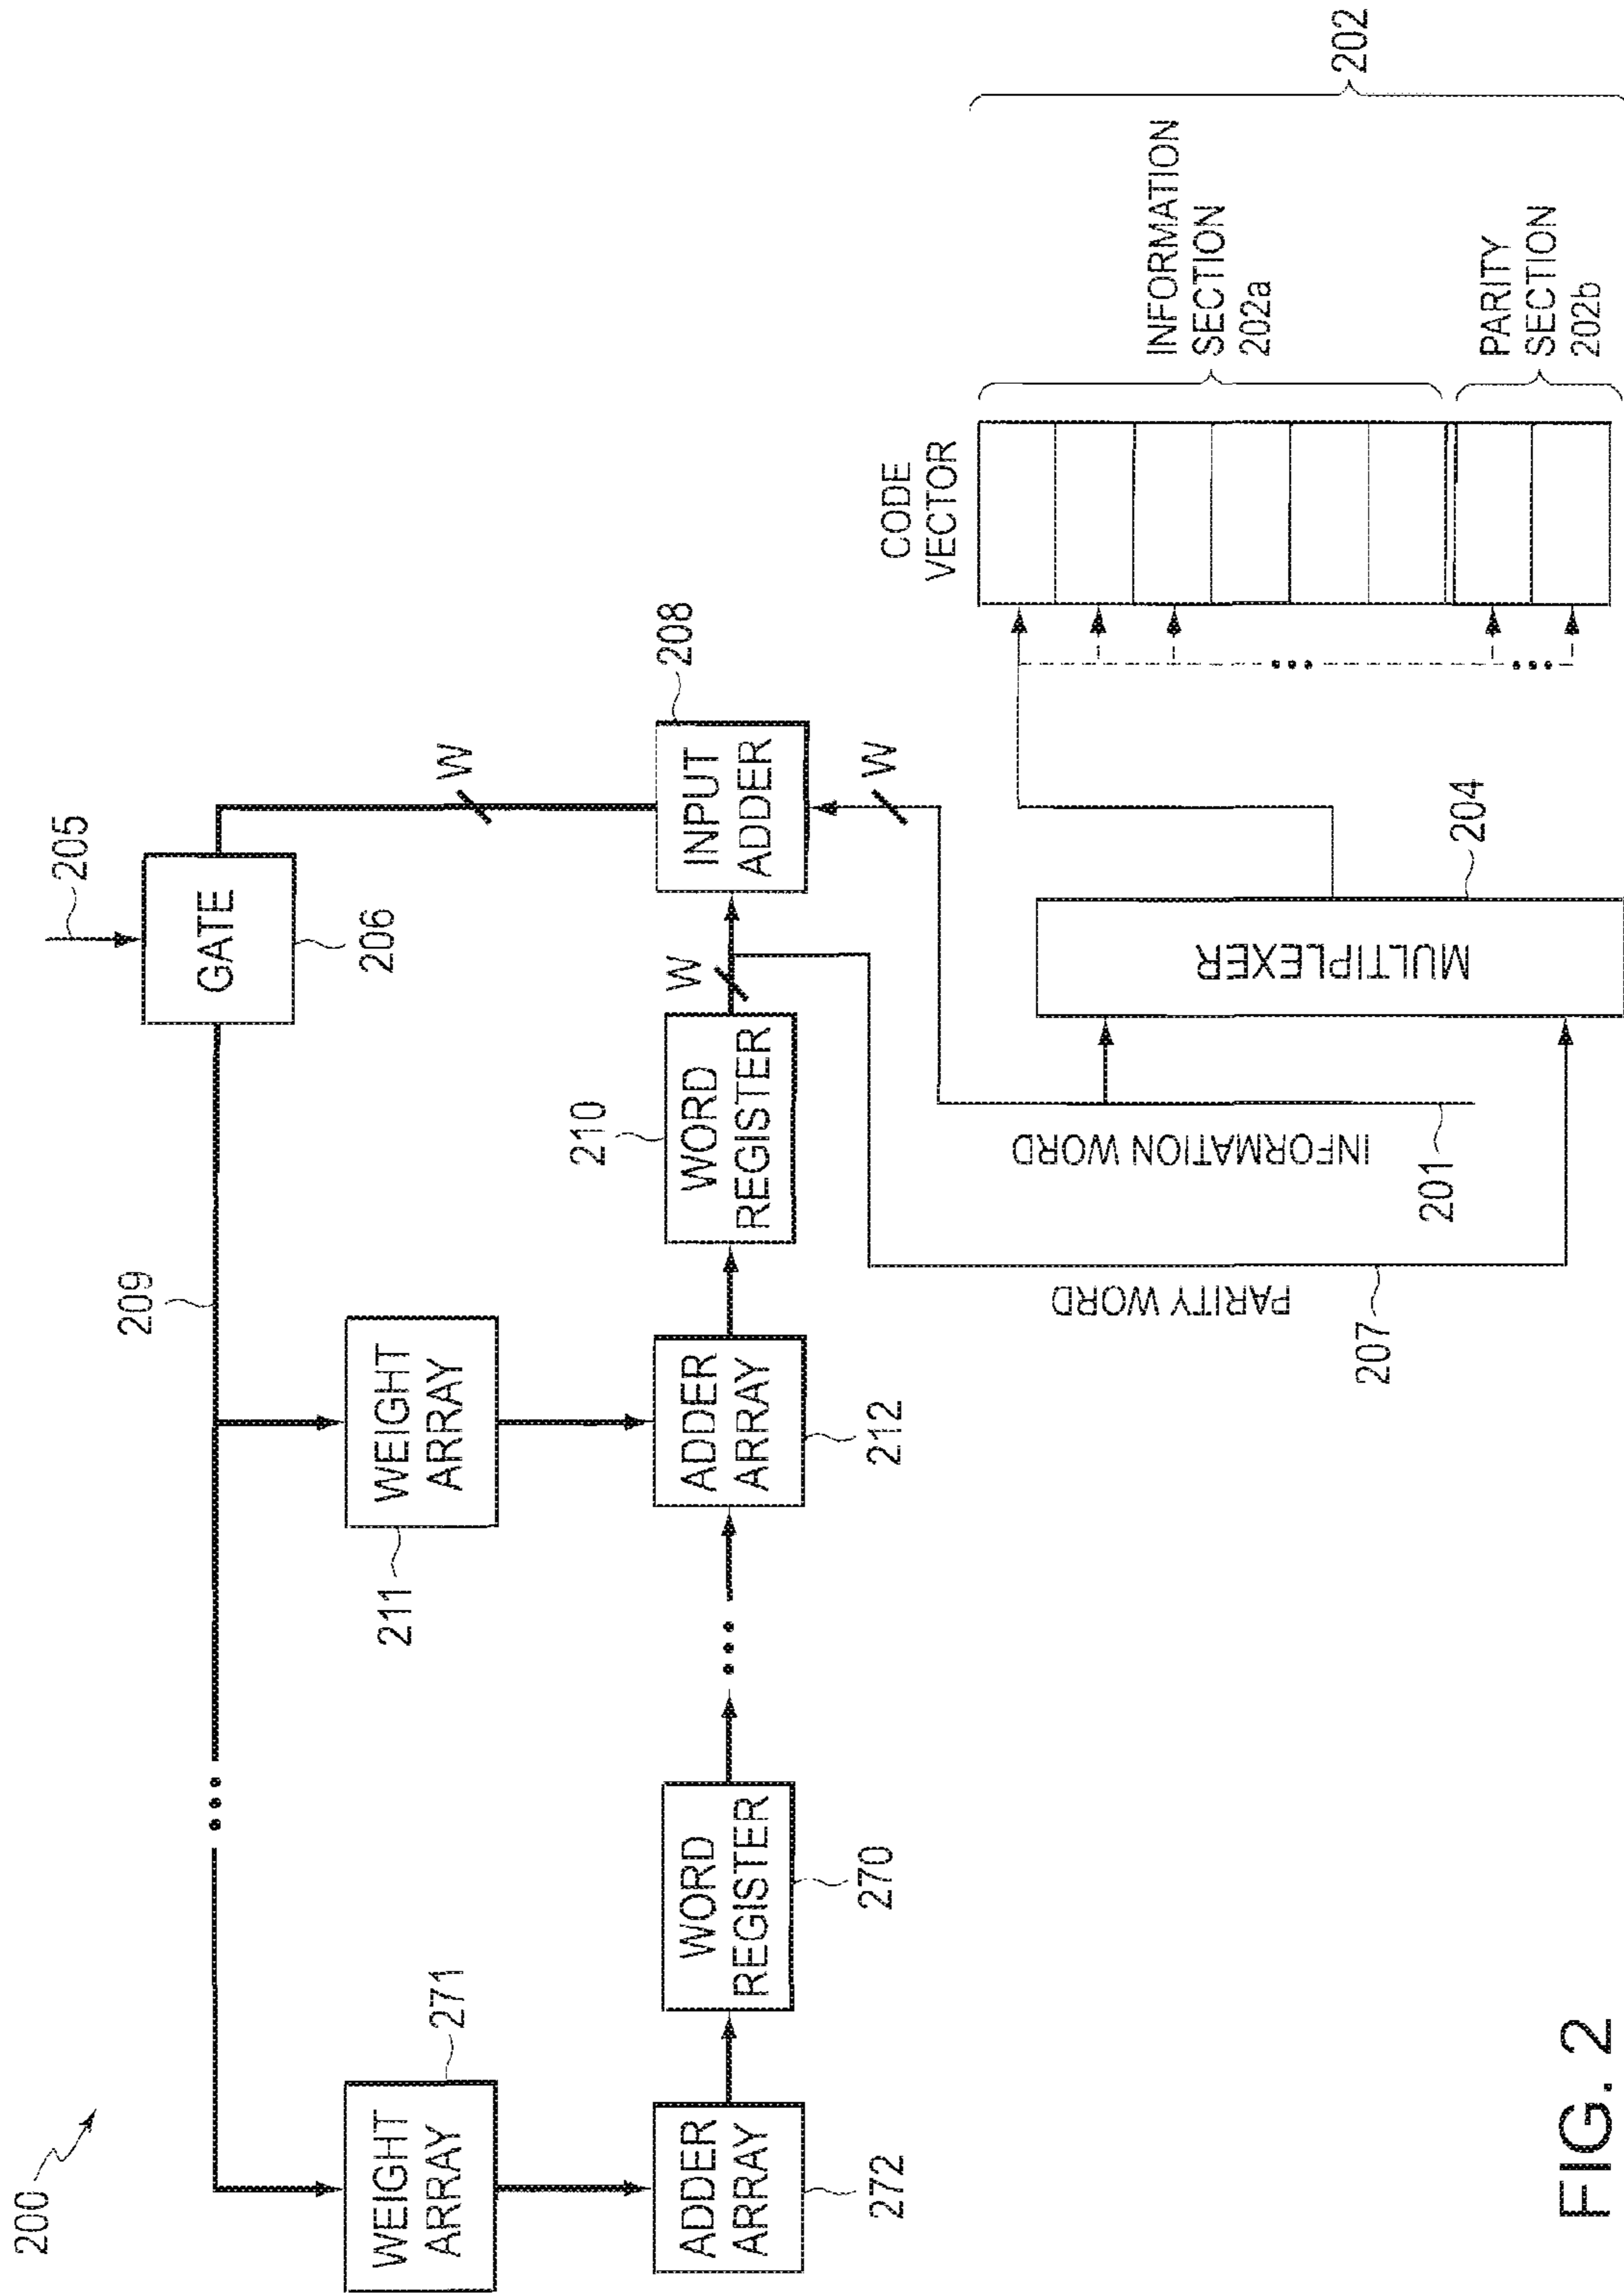 200
205
GATE
206
209
W
WEIGHT
ARRAY
271
WEIGHT
ARRAY
211
ADDER
ARRAY
272
WORD
REGISTER
270
ADDER
ARRAY
212
WORD
REGISTER
210
W
INPUT
ADDER
208
W
PARITY WORD
207
INFORMATION WORD
201
MULTIPLEXER
204
CODE
VECTOR
INFORMATION
SECTION
202a
PARITY
SECTION
202b
202
FIG. 2